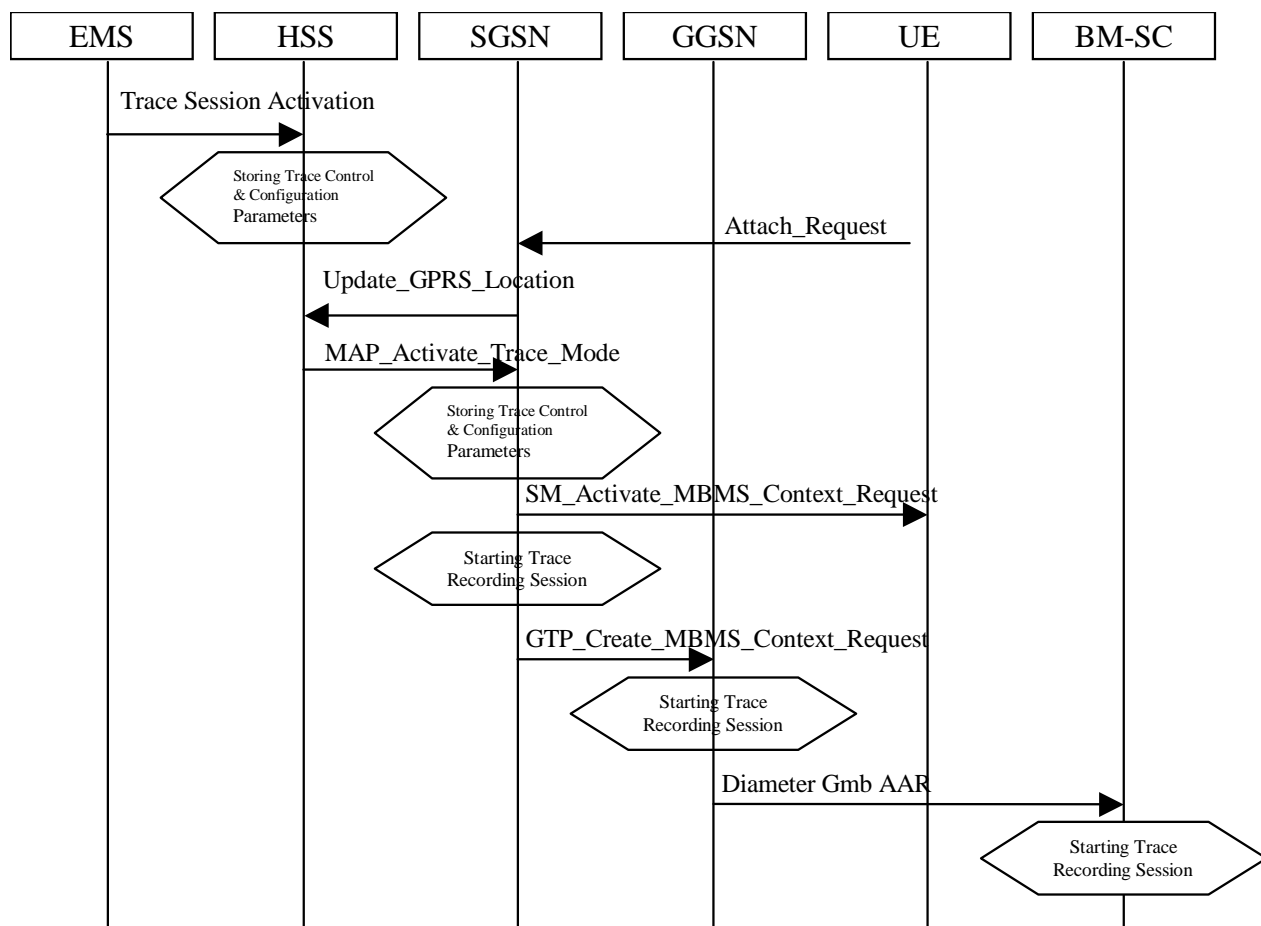 EMS
HSS
SGSN
GGSN
UE
BM-SC
Trace Session Activation
Storing Trace Control
& Configuration
Parameters
Attach_Request
Update_GPRS_Location
MAP_Activate_Trace_Mode
Storing Trace Control
& Configuration
Parameters
SM_Activate_MBMS_Context_Request
Starting Trace
Recording Session
GTP_Create_MBMS_Context_Request
Starting Trace
Recording Session
Diameter Gmb AAR
Starting Trace
Recording Session